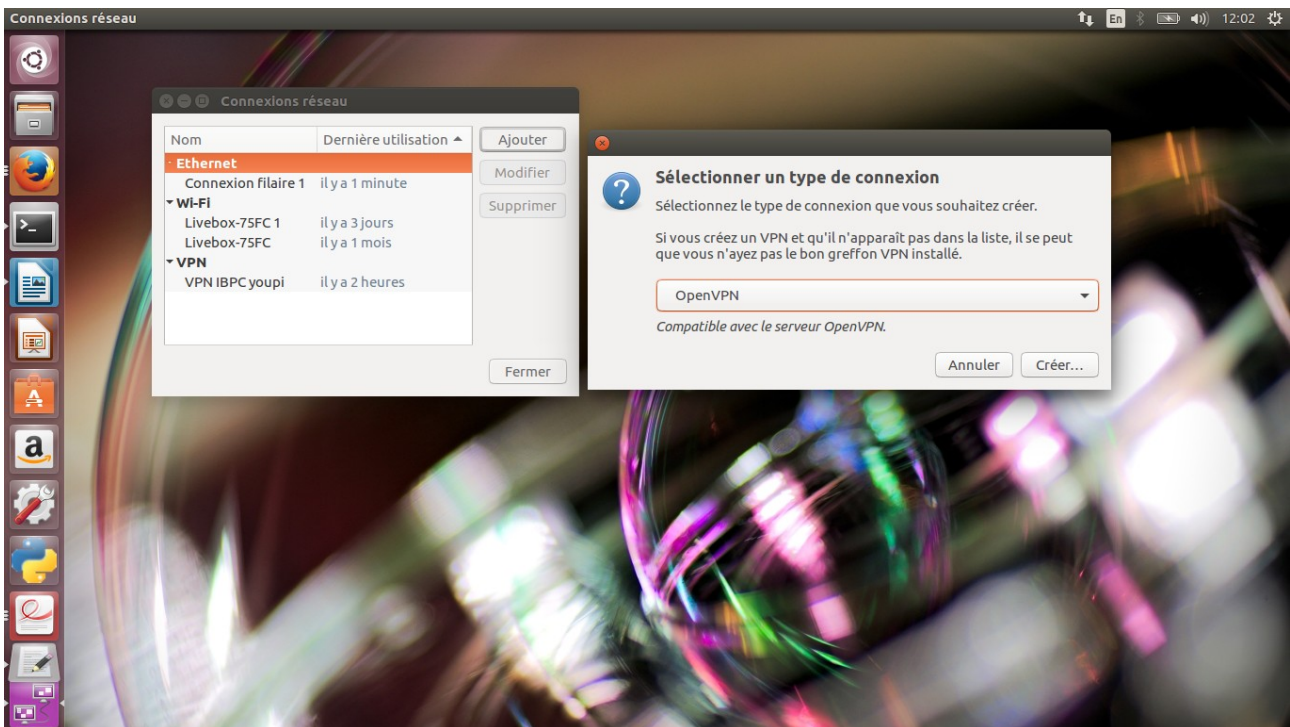 Connexions réseau
En
12:02
Connexions réseau
Nom Dernière utilisation
Ethernet
Connexion filaire 1 il y a 1 minute
Wi-Fi
Livebox-75FC 1 il y a 3 jours
Livebox-75FC il y a 1 mois
VPN
VPN IBPC youpi il y a 2 heures
Ajouter
Modifier
Supprimer
Fermer
Sélectionner un type de connexion
Sélectionnez le type de connexion que vous souhaitez créer.
Si vous créez un VPN et qu'il n'apparaît pas dans la liste, il se peut
que vous n'ayez pas le bon greffon VPN installé.
OpenVPN
Compatible avec le serveur OpenVPN.
Annuler Créer...
A
a